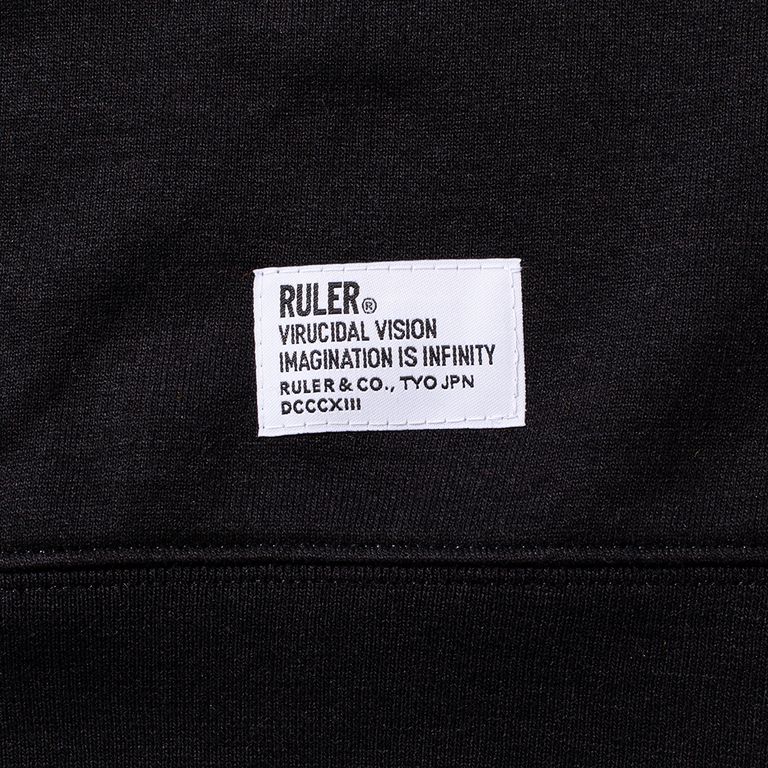 RULER®
VIRUCIDAL VISION
IMAGINATION IS INFINITY
RULER & CO., TYO JPN
DCCCXIII